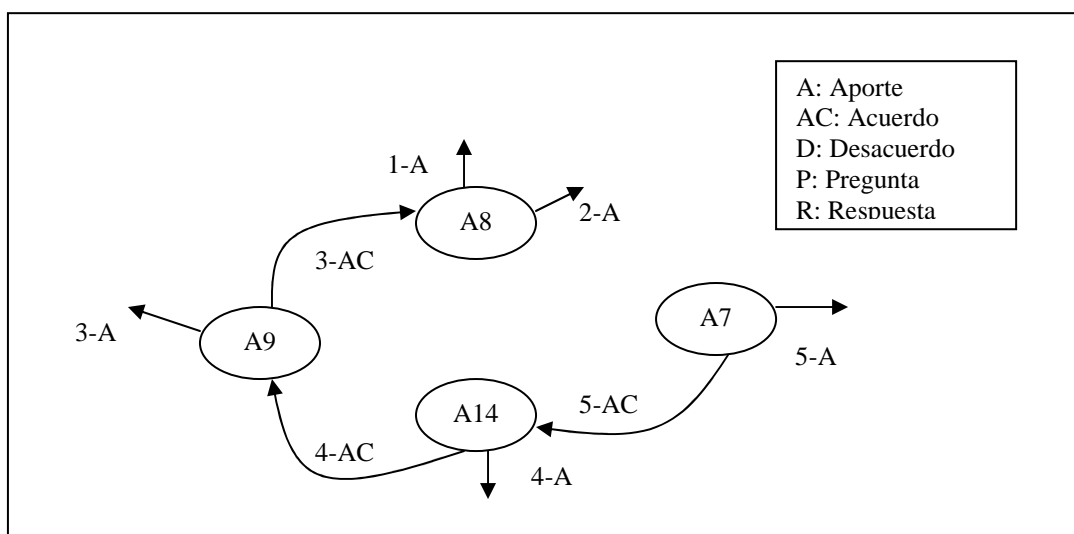 A: Aporte
AC: Acuerdo
D: Desacuerdo
P: Pregunta
R: Respuesta
1-A
A8
2-A
3-AC
A7
3-A
A9
5-A
A14
5-AC
4-AC
4-A